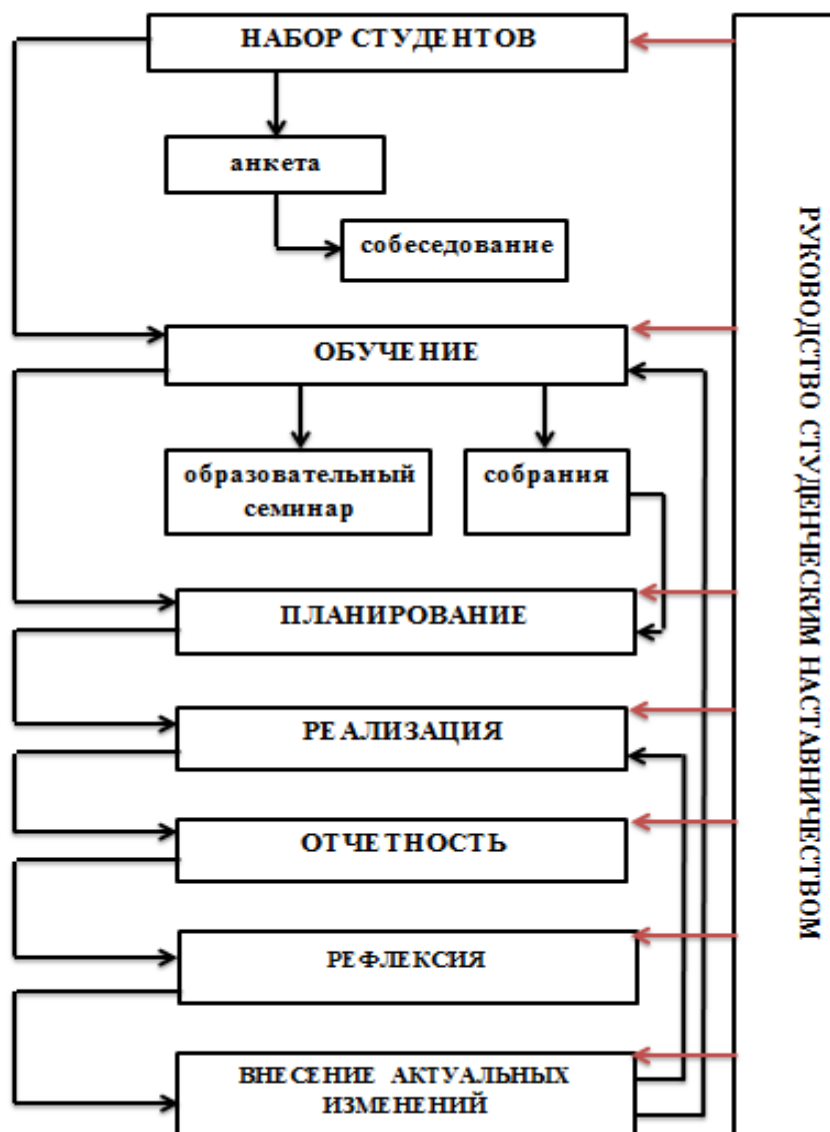 НАБОР СТУДЕНТОВ
анкета
собеседование
ОБУЧЕНИЕ
образовательный
семинар
собрания
ПЛАНИРОВАНИЕ
РЕАЛИЗАЦИЯ
ОТЧЕТНОСТЬ
РЕФЛЕКСИЯ
ВНЕСЕНИЕ АКТУАЛЬНЫХ
ИЗМЕНЕНИЙ
РУКОВОДСТВО СТУДЕНЧЕСКИМ НАСТАВНИЧЕСТВОМ